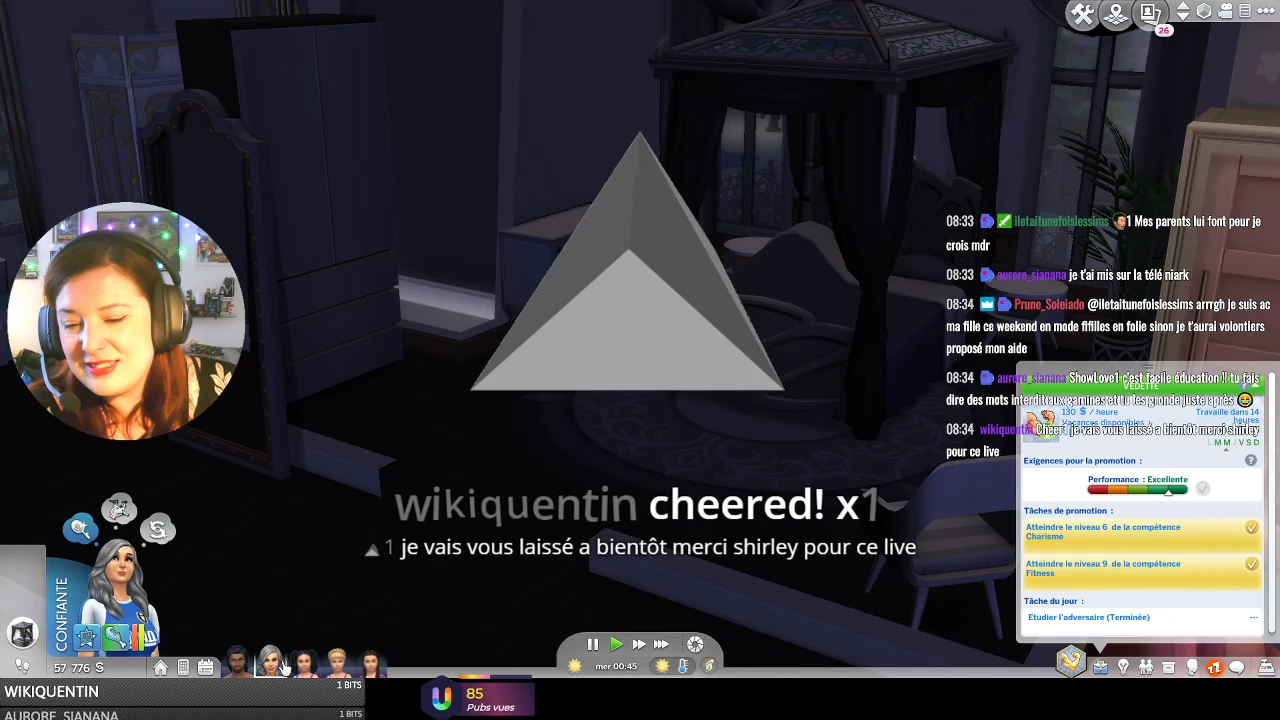 26
08:33 iletaitunefoislessims 1 Mes parents lui font peur je
crois mdr
08:33 aurore_sianana je t'ai mis sur la télé niark
08:34 Prune_Soleiado @iletaitunefoislessims arrrgh je suis ac
ma fille ce weekend en mode fifilles en folie sinon je t'aurai volontiers
proposé mon aide
08:34 aurore_sianana ShowLove1 c'est facile éducation !! tu fais
dire des mots interdit aux gamines et tu les gronde juste après
08:34 wikiquentin Cheer1 je vais vous laissé a bientôt merci shirley
pour ce live
VEDETTE
130 $ / heure
Vacances disponibles
Travaille dans 14
heures
L M M J V S D
Exigences pour la promotion :
?
Performance : Excellente
Tâches de promotion :
Atteindre le niveau 6 de la compétence
Charisme
Atteindre le niveau 9 de la compétence
Fitness
Tâche du jour :
Etudier l'adversaire (Terminée)
wikiquentin cheered! x1
1 je vais vous laissé a bientôt merci shirley pour ce live
CONFIANTE
57 776 $
mer 00:45
WIKIQUENTIN
1 BITS
AURORE_SIANANA
1 BITS
85
Pubs vues